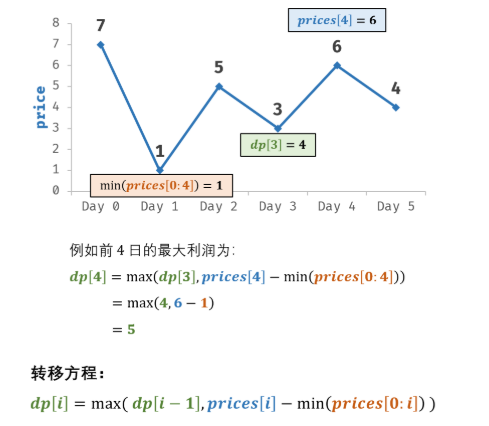 8
7
6
5
4
3
2
1
0
price
7
1
5
3
6
4
prices[4] = 6
dp[3] = 4
min(prices[0:4]) = 1
Day 0 Day 1 Day 2 Day 3 Day 4 Day 5
例如前 4 日的最大利润为：
dp[4] = max(dp[3], prices[4] − min(prices[0:4]))
= max(4, 6 − 1)
= 5
转移方程：
dp[i] = max( dp[i − 1], prices[i] − min(prices[0:i]) )